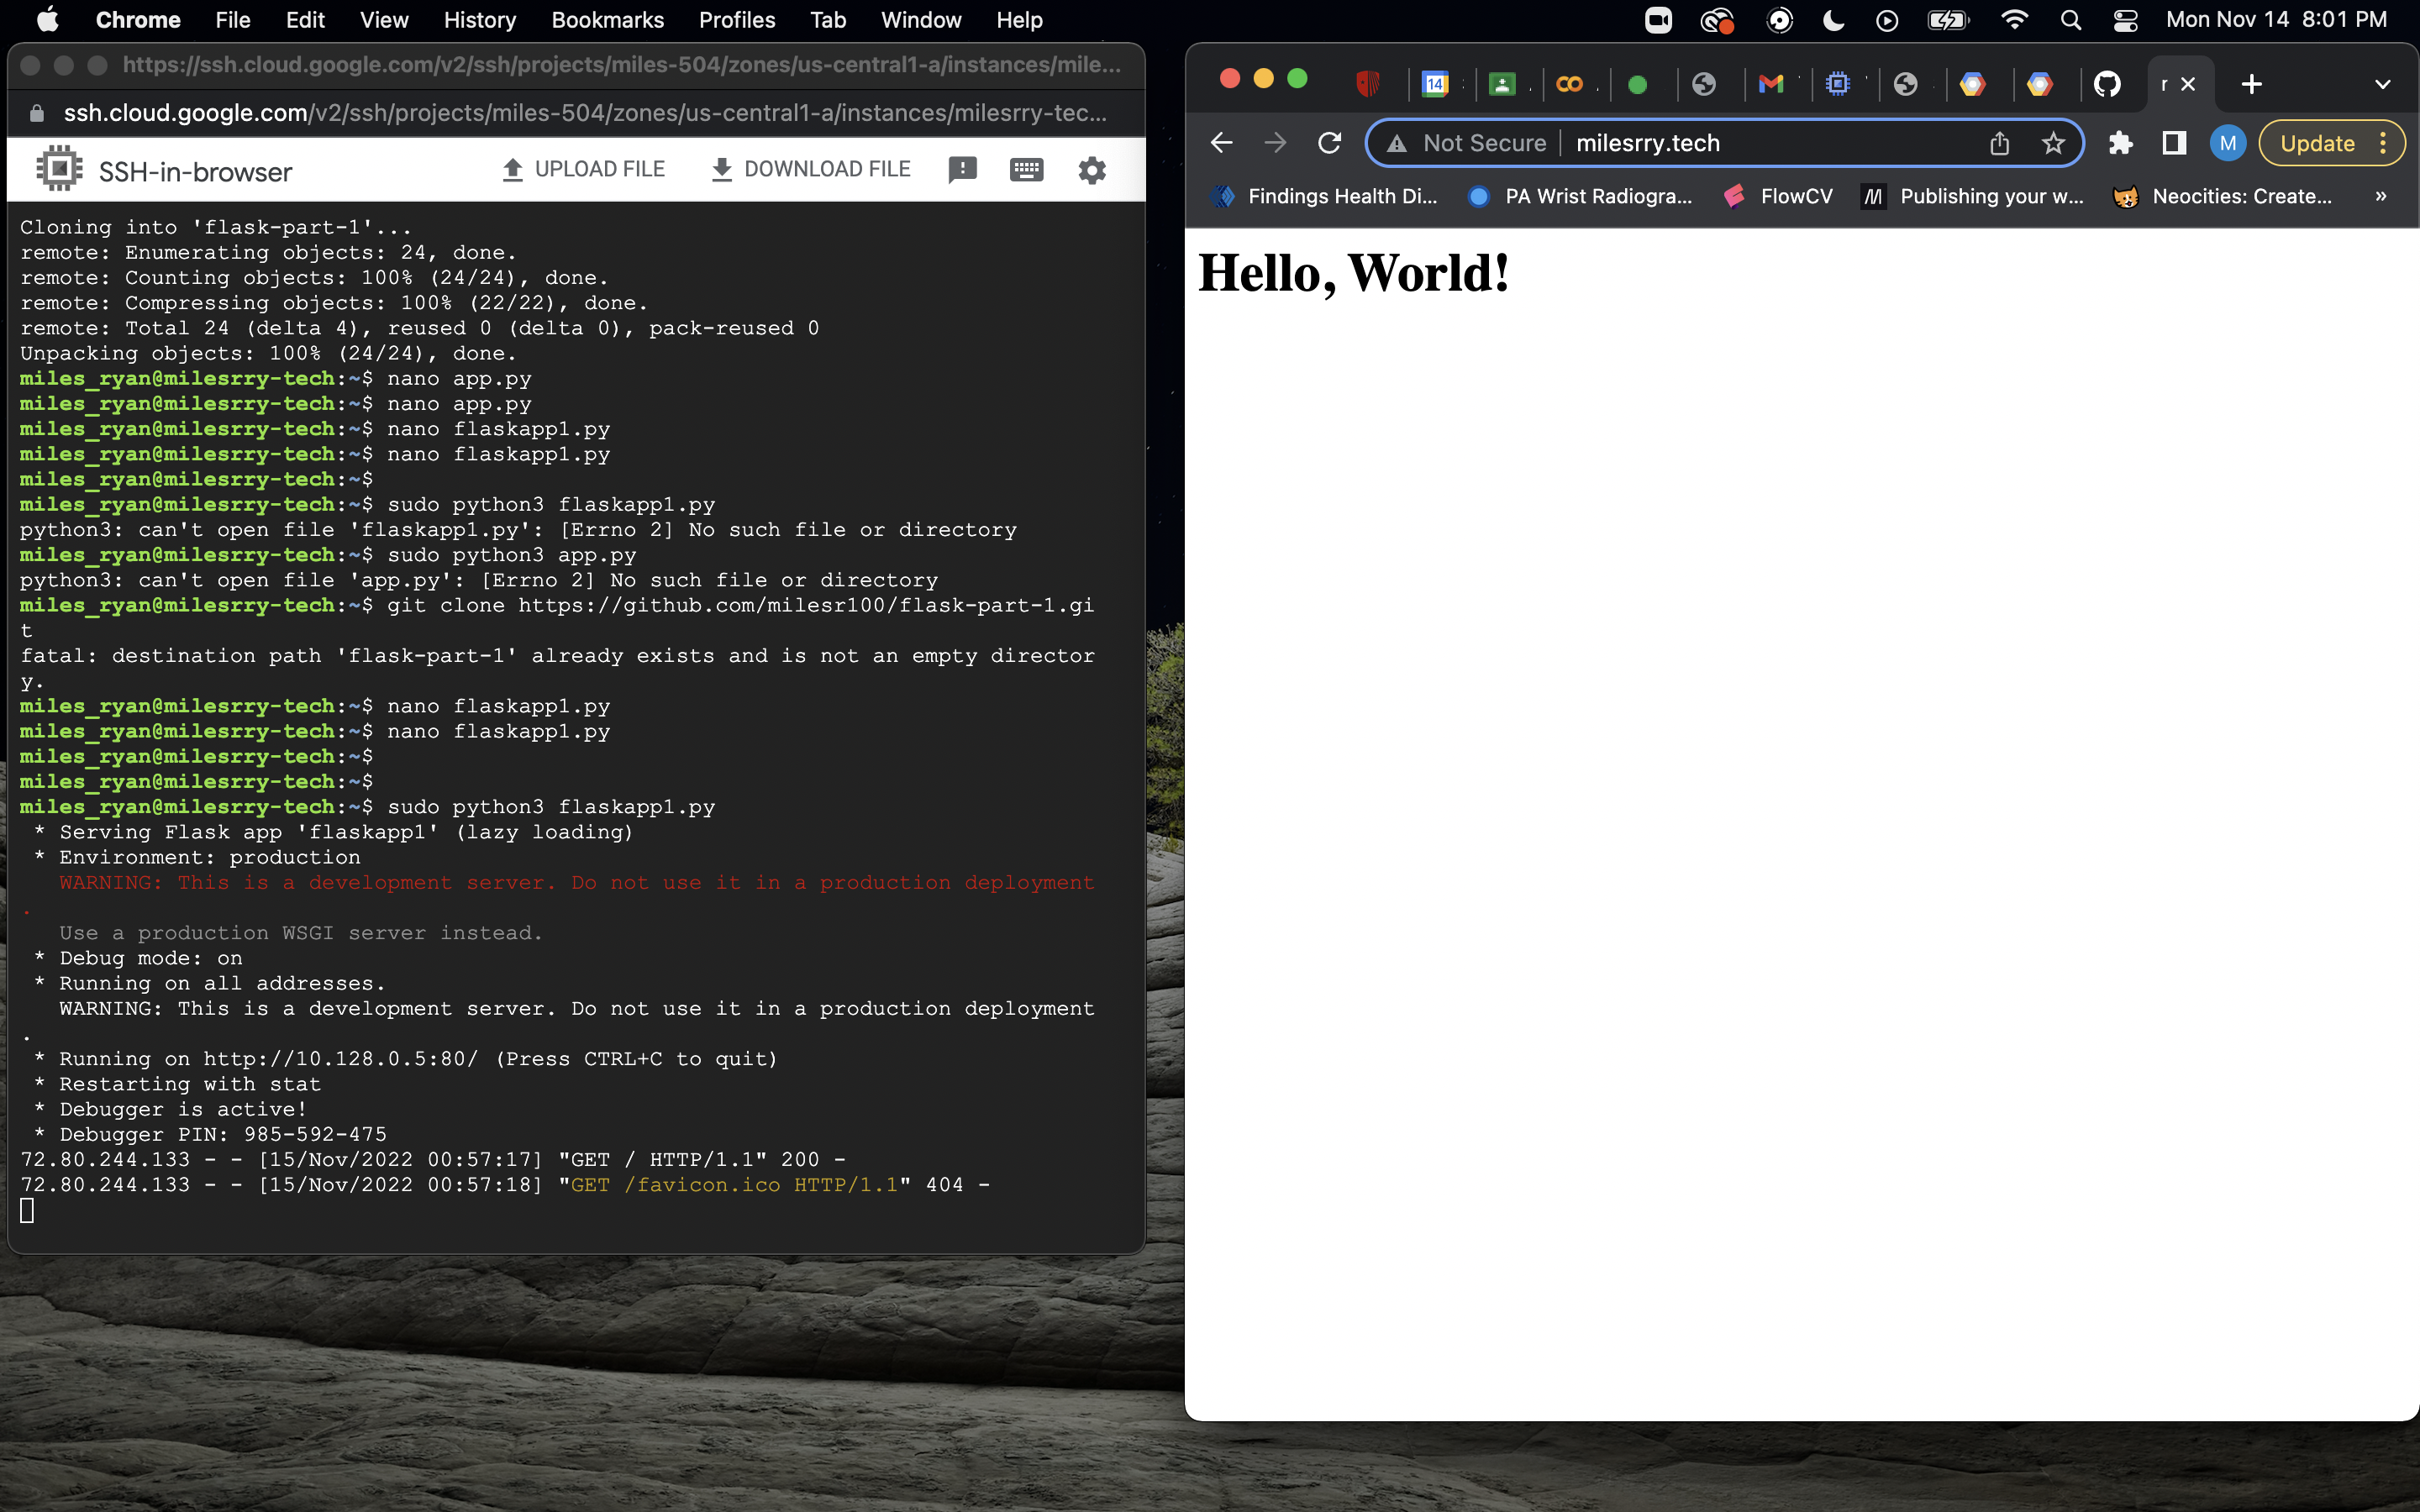 Chrome File Edit View History Bookmarks Profiles Tab Window Help Mon Nov 14 8:01 PM
https://ssh.cloud.google.com/v2/ssh/projects/miles-504/zones/us-central1-a/instances/mile...
ssh.cloud.google.com/v2/ssh/projects/miles-504/zones/us-central1-a/instances/milesrry-tec...
SSH-in-browser UPLOAD FILE DOWNLOAD FILE
Cloning into 'flask-part-1'...
remote: Enumerating objects: 24, done.
remote: Counting objects: 100% (24/24), done.
remote: Compressing objects: 100% (22/22), done.
remote: Total 24 (delta 4), reused 0 (delta 0), pack-reused 0
Unpacking objects: 100% (24/24), done.
miles_ryan@milesrry-tech:~$ nano app.py
miles_ryan@milesrry-tech:~$ nano app.py
miles_ryan@milesrry-tech:~$ nano flaskapp1.py
miles_ryan@milesrry-tech:~$ nano flaskapp1.py
miles_ryan@milesrry-tech:~$
miles_ryan@milesrry-tech:~$ sudo python3 flaskapp1.py
python3: can't open file 'flaskapp1.py': [Errno 2] No such file or directory
miles_ryan@milesrry-tech:~$ sudo python3 app.py
python3: can't open file 'app.py': [Errno 2] No such file or directory
miles_ryan@milesrry-tech:~$ git clone https://github.com/milesr100/flask-part-1.gi
t
fatal: destination path 'flask-part-1' already exists and is not an empty director
y.
miles_ryan@milesrry-tech:~$ nano flaskapp1.py
miles_ryan@milesrry-tech:~$ nano flaskapp1.py
miles_ryan@milesrry-tech:~$
miles_ryan@milesrry-tech:~$
miles_ryan@milesrry-tech:~$ sudo python3 flaskapp1.py
* Serving Flask app 'flaskapp1' (lazy loading)
* Environment: production
WARNING: This is a development server. Do not use it in a production deployment
.
Use a production WSGI server instead.
* Debug mode: on
* Running on all addresses.
WARNING: This is a development server. Do not use it in a production deployment
.
* Running on http://10.128.0.5:80/ (Press CTRL+C to quit)
* Restarting with stat
* Debugger is active!
* Debugger PIN: 985-592-475
72.80.244.133 - - [15/Nov/2022 00:57:17] "GET / HTTP/1.1" 200 -
72.80.244.133 - - [15/Nov/2022 00:57:18] "GET /favicon.ico HTTP/1.1" 404 -
14 CO r
Not Secure milesrry.tech M Update
Findings Health Di... PA Wrist Radiogra... FlowCV M Publishing your w... Neocities: Create... »
Hello, World!